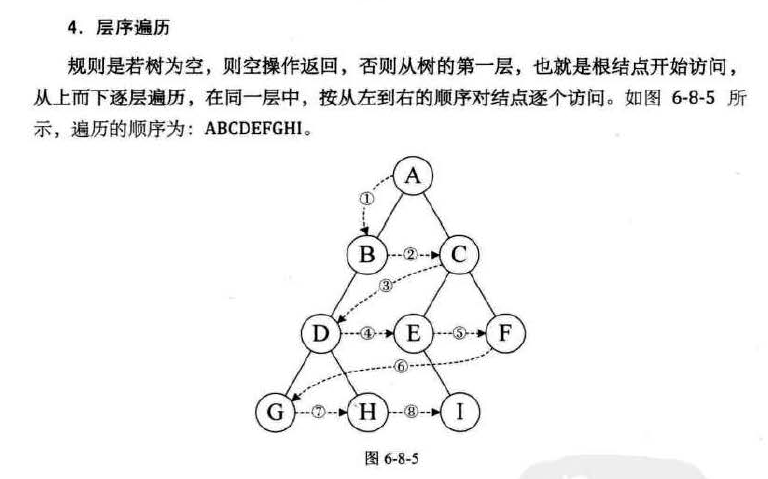 4. 层序遍历
规则是若树为空，则空操作返回，否则从树的第一层，也就是根结点开始访问，
从上而下逐层遍历，在同一层中，按从左到右的顺序对结点逐个访问。如图 6-8-5 所
示，遍历的顺序为：ABCDEFGHI。
A
①
B ② C
③
D ④ E ⑤ F
⑥
G ⑦ H ⑧ I
图 6-8-5